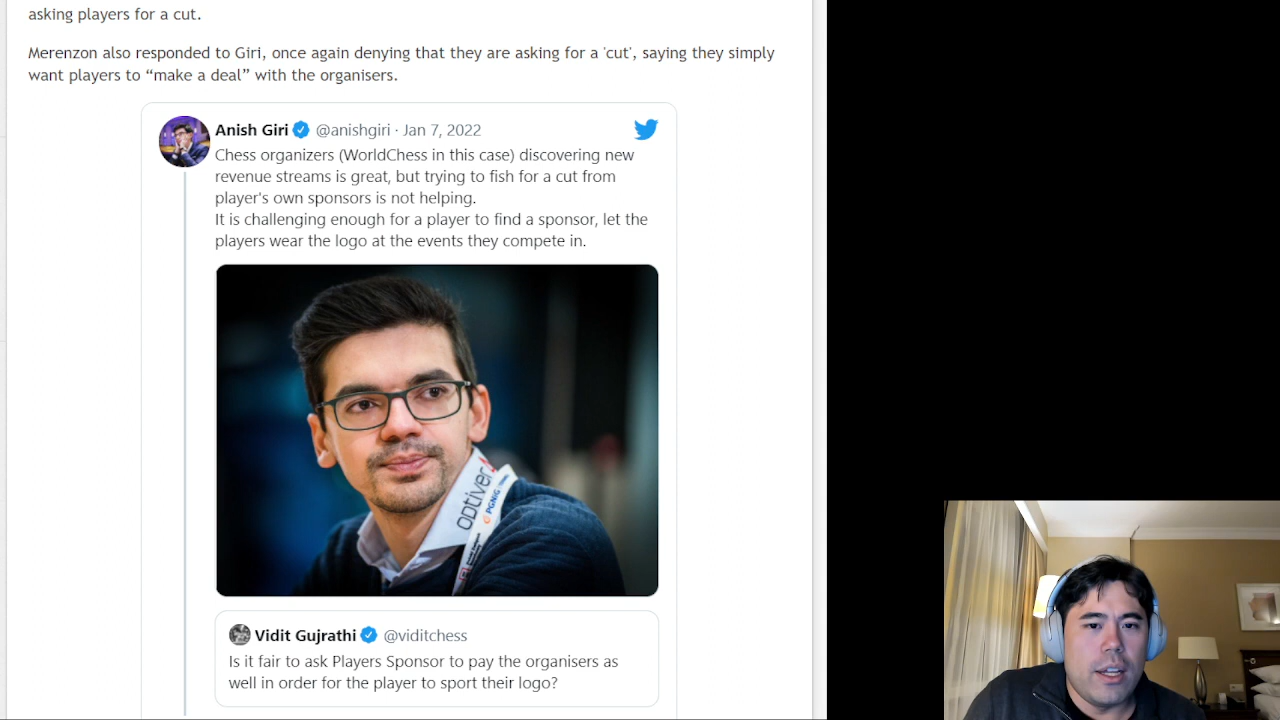 asking players for a cut.
Merenzon also responded to Giri, once again denying that they are asking for a 'cut', saying they simply
want players to “make a deal” with the organisers.
Anish Giri @anishgiri · Jan 7, 2022
Chess organizers (WorldChess in this case) discovering new
revenue streams is great, but trying to fish for a cut from
player's own sponsors is not helping.
It is challenging enough for a player to find a sponsor, let the
players wear the logo at the events they compete in.
optiver
PGNiG
Vidit Gujrathi @viditchess
Is it fair to ask Players Sponsor to pay the organisers as
well in order for the player to sport their logo?